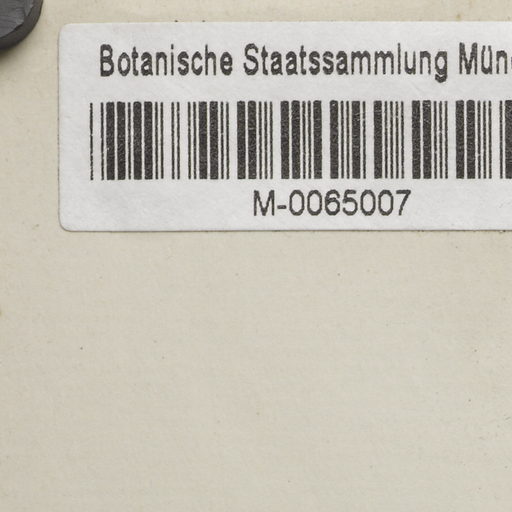 Botanische Staatssammlung Mün
M-0065007